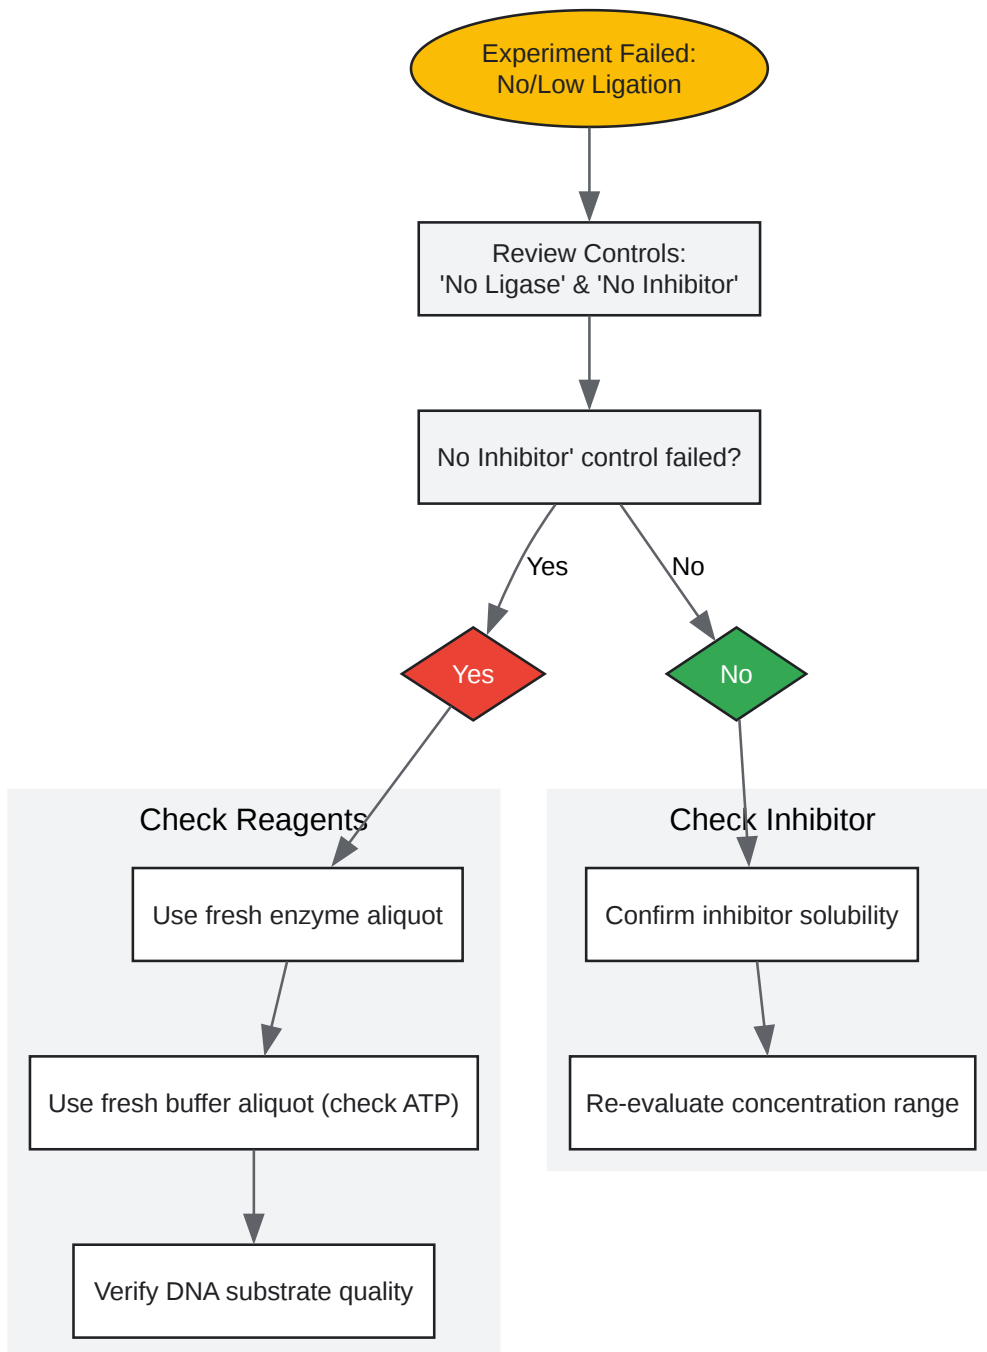 Experiment Failed:
No/Low Ligation
Review Controls:
'No Ligase' & 'No Inhibitor'
No Inhibitor' control failed?
Yes
No
Yes
No
Check Reagents
Check Inhibitor
Use fresh enzyme aliquot
Confirm inhibitor solubility
Use fresh buffer aliquot (check ATP)
Re-evaluate concentration range
Verify DNA substrate quality